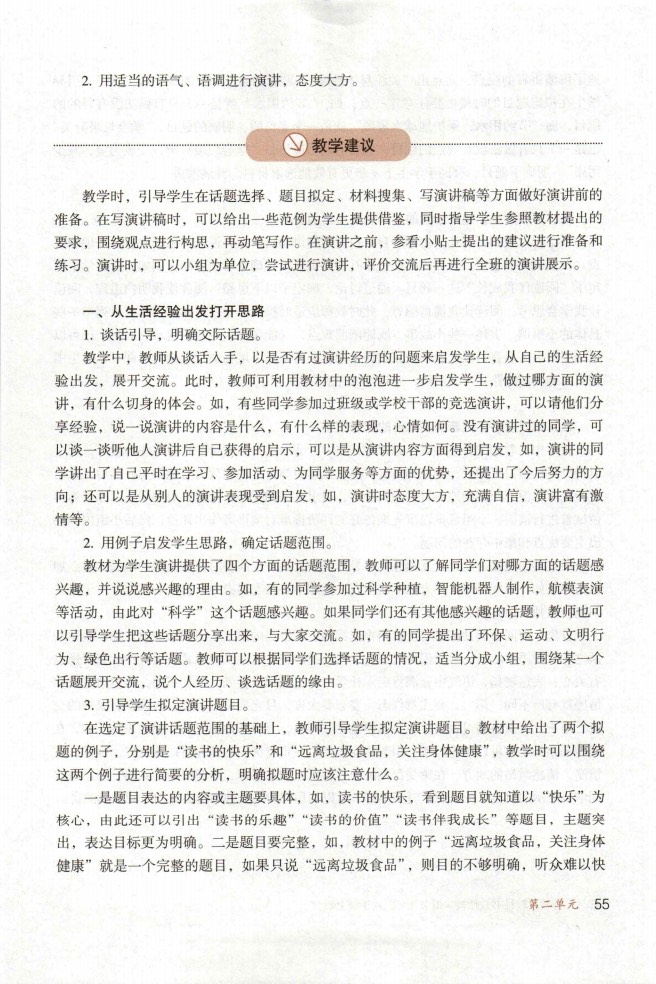 2. 用适当的语气、语调进行演讲，态度大方。
教学建议
教学时，引导学生在话题选择、题目拟定、材料搜集、写演讲稿等方面做好演讲前的
准备。在写演讲稿时，可以给出一些范例为学生提供借鉴，同时指导学生参照教材提出的
要求，围绕观点进行构思，再动笔写作。在演讲之前，参看小贴士提出的建议进行准备和
练习。演讲时，可以小组为单位，尝试进行演讲，评价交流后再进行全班的演讲展示。
一、从生活经验出发打开思路
1. 谈话引导，明确交际话题。
教学中，教师从谈话入手，以是否有过演讲经历的问题来启发学生，从自己的生活经
验出发，展开交流。此时，教师可利用教材中的泡泡进一步启发学生，做过哪方面的演
讲，有什么切身的体会。如，有些同学参加过班级或学校干部的竞选演讲，可以请他们分
享经验，说一说演讲的内容是什么，有什么样的表现，心情如何。没有演讲过的同学，可
以谈一谈听他人演讲后自己获得的启示，可以是从演讲内容方面得到启发，如，演讲的同
学讲出了自己平时在学习、参加活动、为同学服务等方面的优势，还提出了今后努力的方
向；还可以是从别人的演讲表现受到启发，如，演讲时态度大方，充满自信，演讲富有激
情等。
2. 用例子启发学生思路，确定话题范围。
教材为学生演讲提供了四个方面的话题范围，教师可以了解同学们对哪方面的话题感
兴趣，并说说感兴趣的理由。如，有的同学参加过科学种植，智能机器人制作，航模表演
等活动，由此对“科学”这个话题感兴趣。如果同学们还有其他感兴趣的话题，教师也可
以引导学生把这些话题分享出来，与大家交流。如，有的同学提出了环保、运动、文明行
为、绿色出行等话题。教师可以根据同学们选择话题的情况，适当分成小组，围绕某一个
话题展开交流，说个人经历、谈选话题的缘由。
3. 引导学生拟定演讲题目。
在选定了演讲话题范围的基础上，教师引导学生拟定演讲题目。教材中给出了两个拟
题的例子，分别是“读书的快乐”和“远离垃圾食品，关注身体健康”，教学时可以围绕
这两个例子进行简要的分析，明确拟题时应该注意什么。
一是题目表达的内容或主题要具体，如，读书的快乐，看到题目就知道以“快乐”为
核心，由此还可以引出“读书的乐趣”“读书的价值”“读书伴我成长”等题目，主题突
出，表达目标更为明确。二是题目要完整，如，教材中的例子“远离垃圾食品，关注身体
健康”就是一个完整的题目，如果只说“远离垃圾食品”，则目的不够明确，听众难以快
第二单元 55